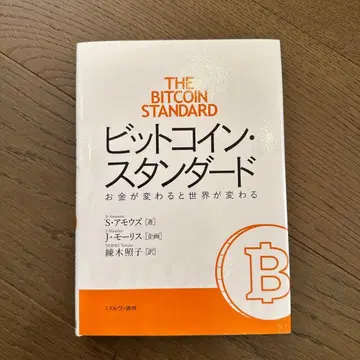 THE
BITCOIN
STANDARD
ビットコイン・
スタンダード
お金が変わると世界が変わる
S・アモウズ [著]
J・モーリス [企画]
練木照子 [訳]
ミネルヴァ書房